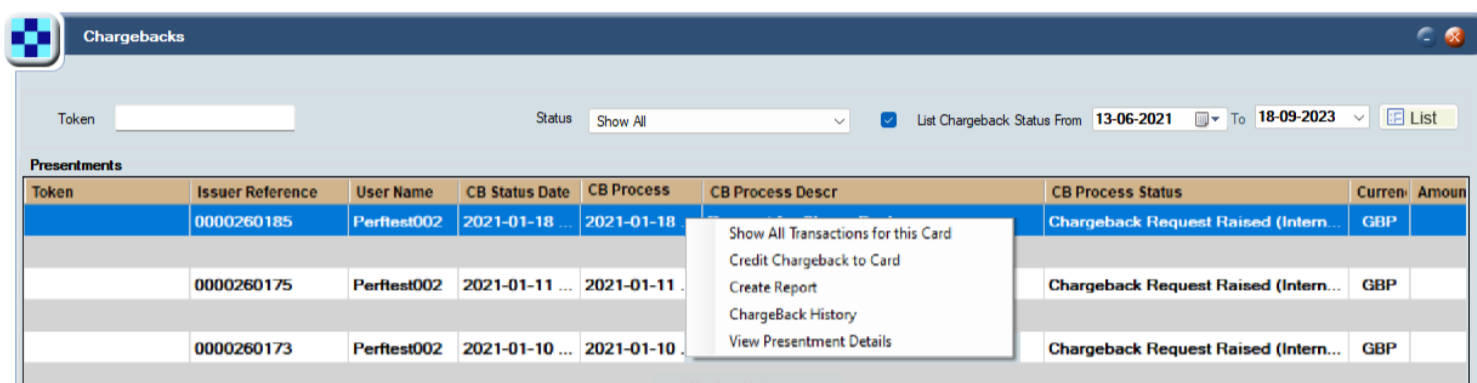 Chargebacks
Token Status Show All List Chargeback Status From 13-06-2021 To 18-09-2023 List
Presentments
Token Issuer Reference User Name CB Status Date CB Process CB Process Descr CB Process Status Curren Amoun
0000260185 Perftest002 2021-01-18 ... 2021-01-18 . Chargeback Request Raised (Intern... GBP
Show All Transactions for this Card
Credit Chargeback to Card
0000260175 Perftest002 2021-01-11 ... 2021-01-11 . Create Report Chargeback Request Raised (Intern... GBP
ChargeBack History
0000260173 Perftest002 2021-01-10 ... 2021-01-10 . View Presentment Details Chargeback Request Raised (Intern... GBP